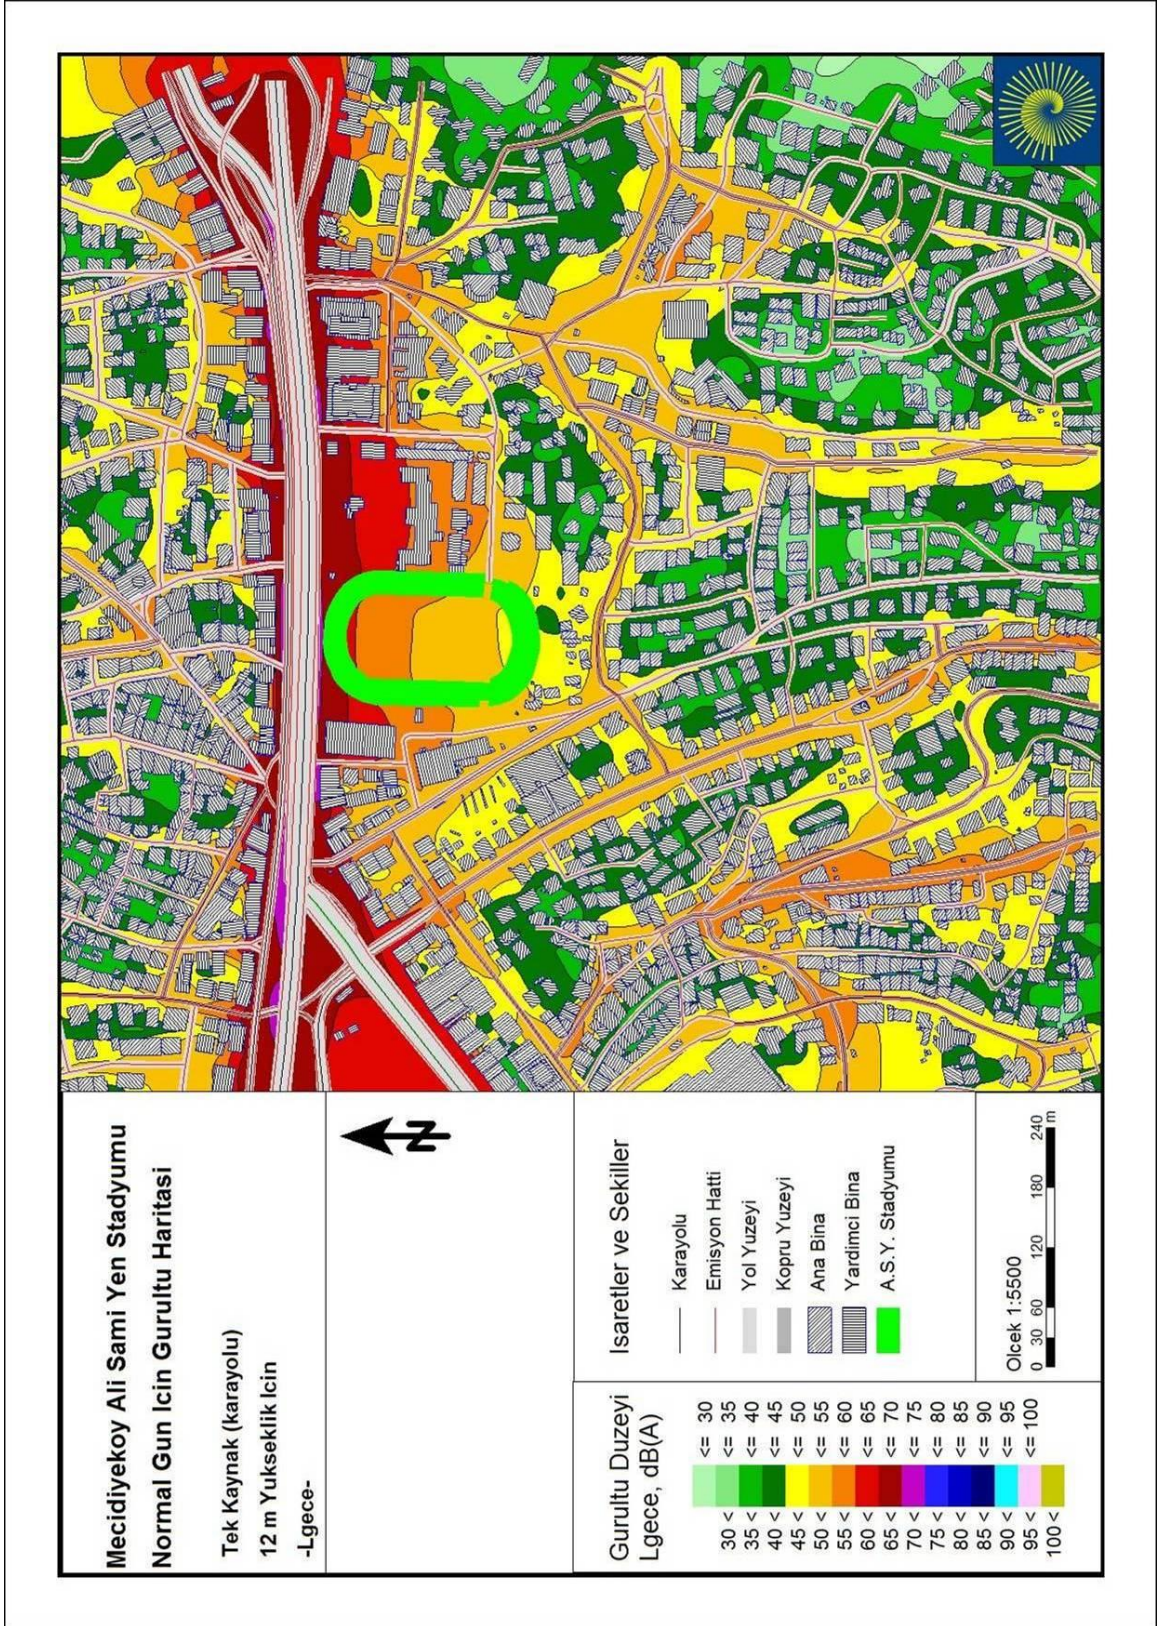 Mecidiyekoy Ali Sami Yen Stadyumu
Normal Gun Icin Gurultu Haritasi
Tek Kaynak (karayolu)
12 m Yukseklik Icin
-Lgece-
N
Isaretler ve Sekiller
Karayolu
Emisyon Hatti
Yol Yuzeyi
Kopru Yuzeyi
Ana Bina
Yardimci Bina
A.S.Y. Stadyumu
Gurultu Duzeyi
Lgece, dB(A)
<= 30
30 < <= 35
35 < <= 40
40 < <= 45
45 < <= 50
50 < <= 55
55 < <= 60
60 < <= 65
65 < <= 70
70 < <= 75
75 < <= 80
80 < <= 85
85 < <= 90
90 < <= 95
95 < <= 100
100 <
Olcek 1:5500
0 30 60 120 180 240
m